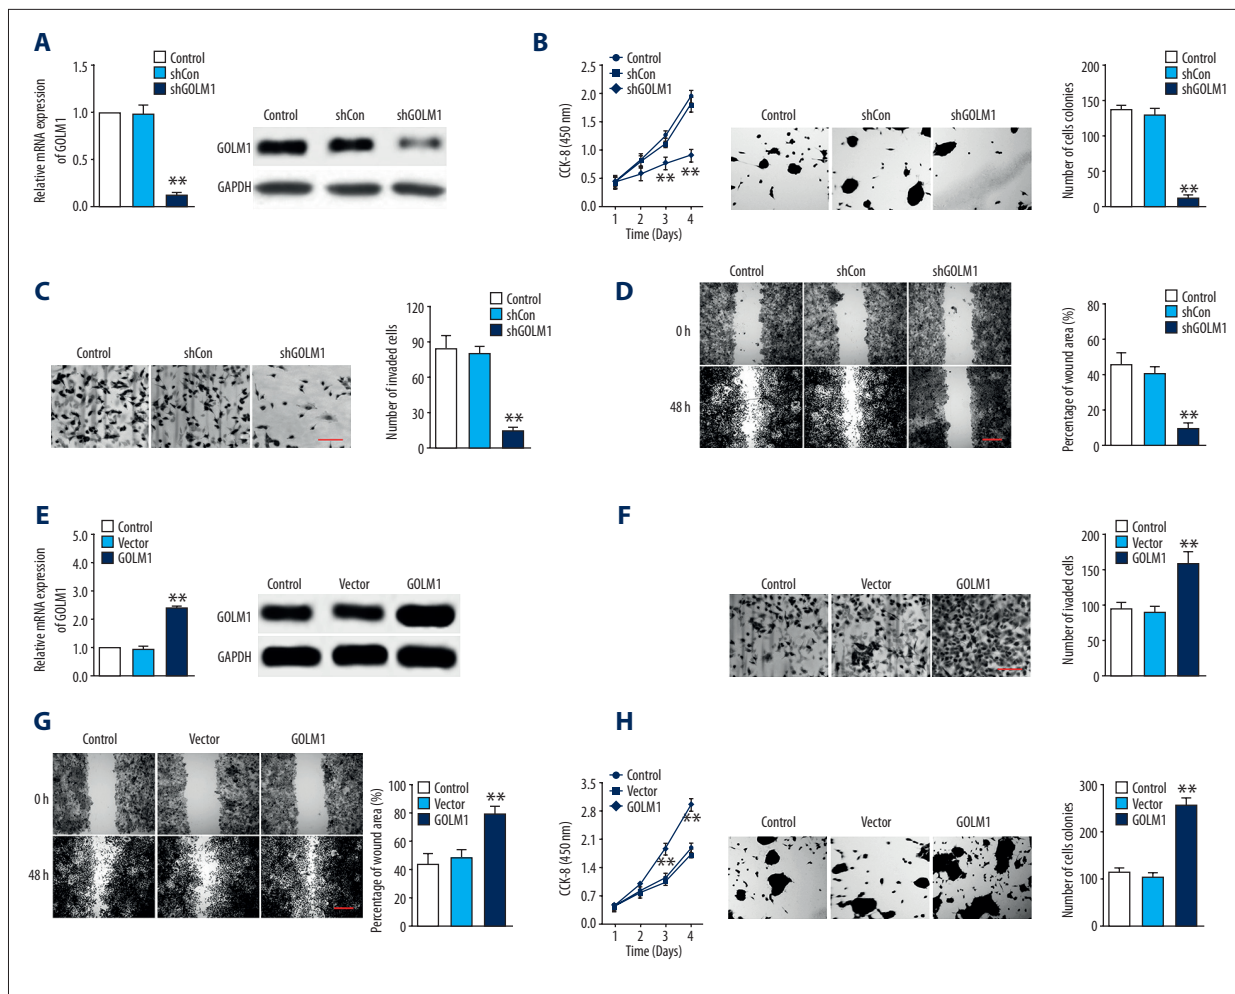 A
Control
shCon
shGOLM1
Relative mRNA expression
of GOLM1
1.5
1.0
0.5
0.0
**
Control
shCon
shGOLM1
GOLM1
GAPDH
B
Control
shCon
shGOLM1
CCK-8 (450 nm)
2.5
2.0
1.5
1.0
0.5
0.0
** **
1 2 3 4
Time (Days)
Control
shCon
shGOLM1
Control
shCon
shGOLM1
Number of cells colonies
150
100
50
0
**
C
Control
shCon
shGOLM1
Control
shCon
shGOLM1
Number of invaded cells
120
90
60
30
0
**
D
Control
shCon
shGOLM1
0 h
48 h
Control
shCon
shGOLM1
Percentage of wound area (%)
80
60
40
20
0
**
E
Control
Vector
GOLM1
Relative mRNA expression
of GOLM1
5.0
4.0
3.0
2.0
1.0
0.0
**
Control
Vector
GOLM1
GOLM1
GAPDH
F
Control
Vector
GOLM1
Control
Vector
GOLM1
Number of ivaded cells
200
150
100
50
0
**
G
Control
Vector
GOLM1
0 h
48 h
Control
Vector
GOLM1
Percentage of wound area (%)
100
80
60
40
20
0
**
H
Control
Vector
GOLM1
CCK-8 (450 nm)
3.5
2.8
2.1
1.4
0.7
0.0
**
**
1 2 3 4
Time (Days)
Control
Vector
GOLM1
Control
Vector
GOLM1
Number of cells colonies
300
200
100
0
**